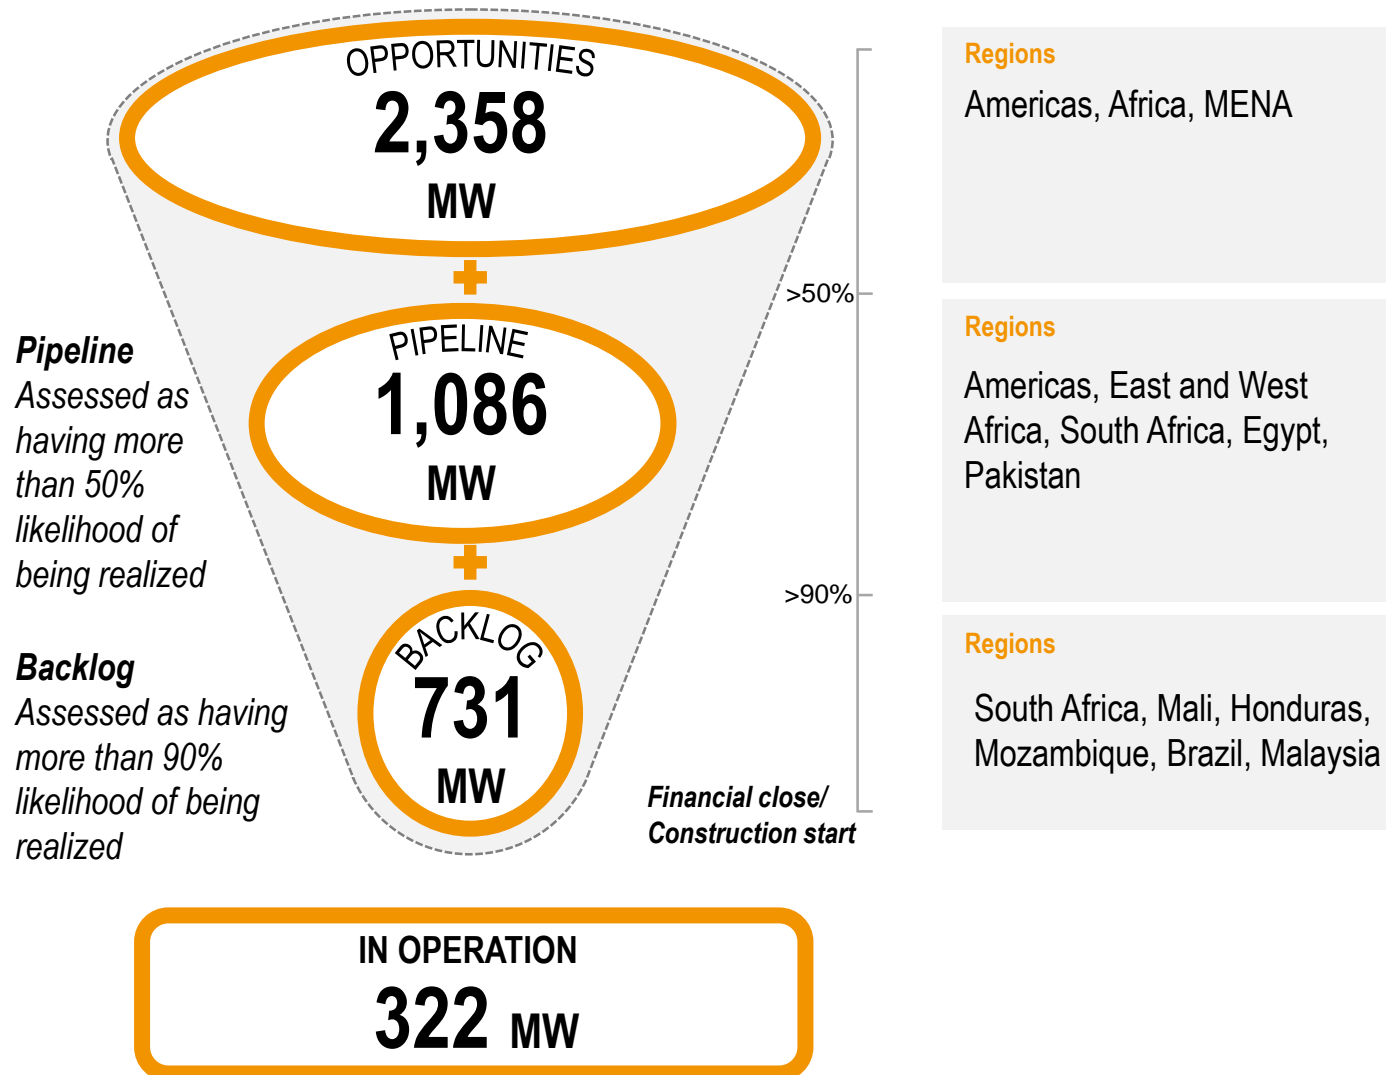 OPPORTUNITIES
2,358
MW
Regions
Americas, Africa, MENA
>50%
PIPELINE
1,086
MW
Pipeline
Assessed as
having more
than 50%
likelihood of
being realized
Regions
Americas, East and West
Africa, South Africa, Egypt,
Pakistan
>90%
BACKLOG
731
MW
Backlog
Assessed as having
more than 90%
likelihood of being
realized
Financial close/
Construction start
Regions
South Africa, Mali, Honduras,
Mozambique, Brazil, Malaysia
IN OPERATION
322 MW